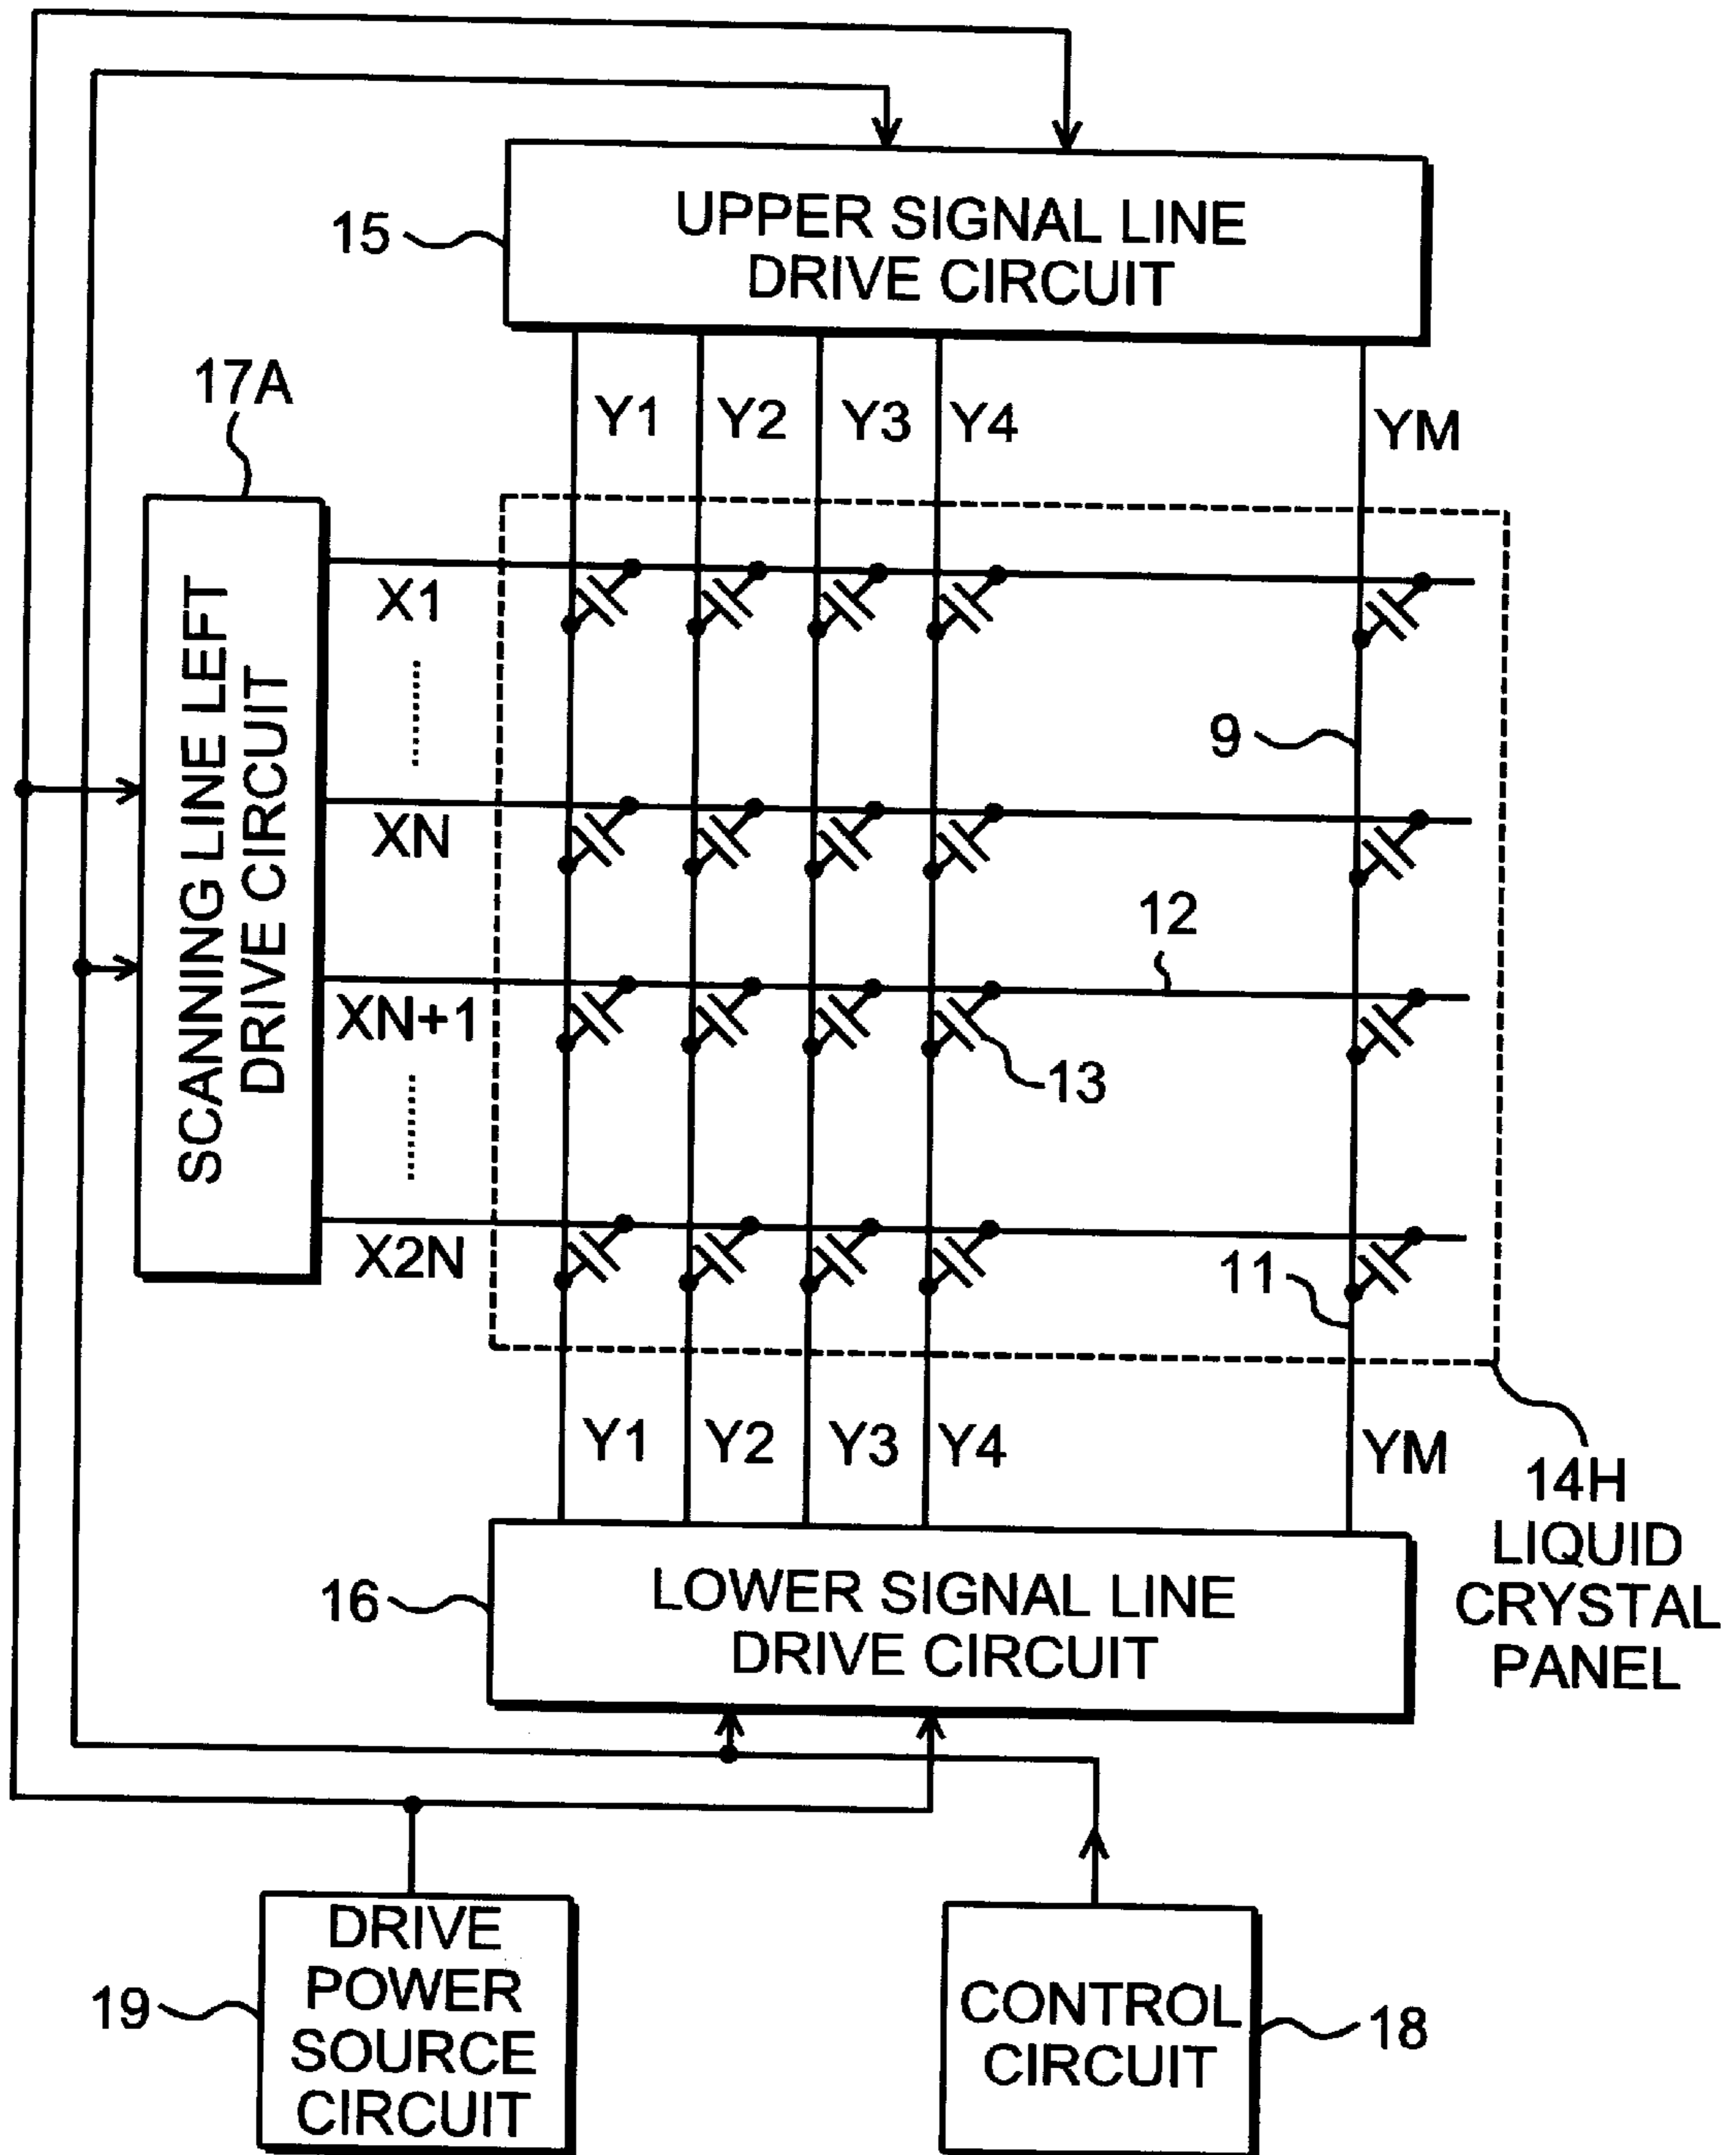 UPPER SIGNAL LINE
DRIVE CIRCUIT
15
17A
Y1 Y2 Y3 Y4 YM
SCANNING LINE LEFT
DRIVE CIRCUIT
X1
9
XN
12
XN+1
13
X2N
11
Y1 Y2 Y3 Y4 YM
14H
LIQUID
CRYSTAL
PANEL
16
LOWER SIGNAL LINE
DRIVE CIRCUIT
DRIVE
POWER
SOURCE
CIRCUIT
19
CONTROL
CIRCUIT
18